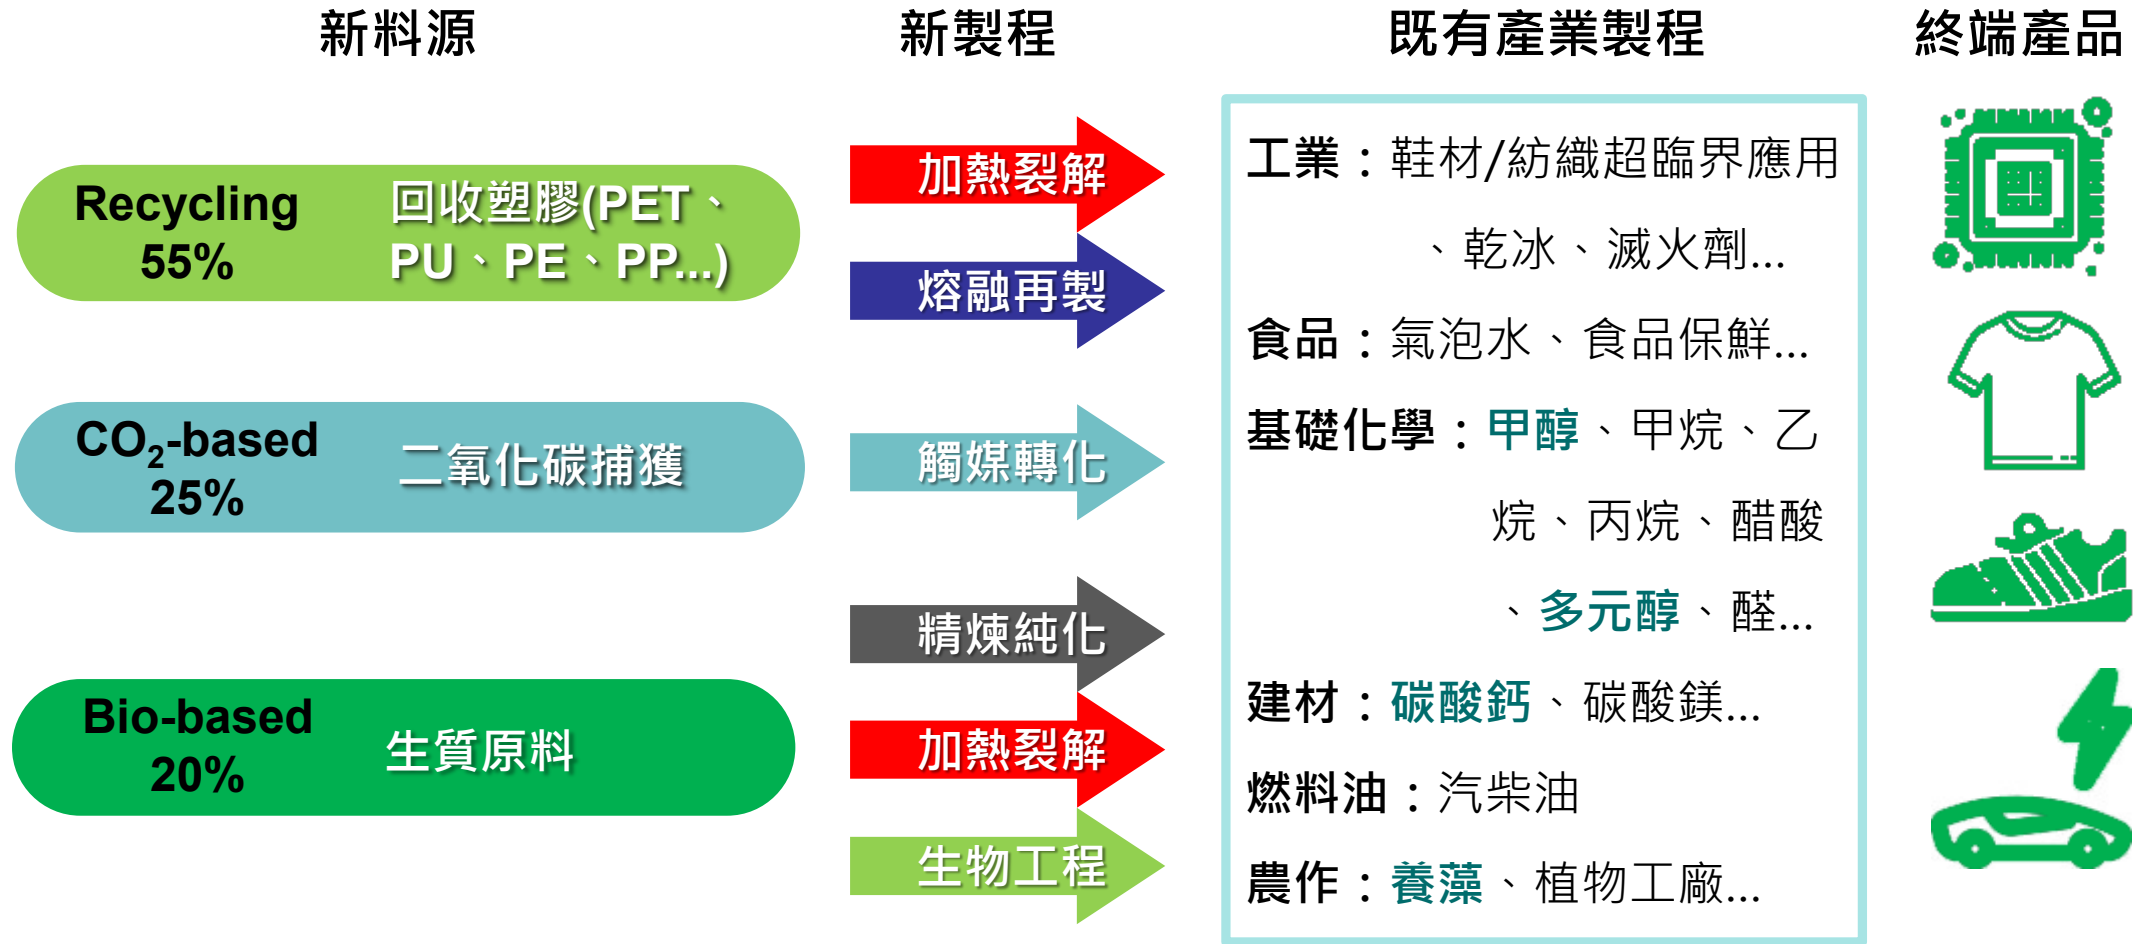 新料源
新製程
既有產業製程
終端產品
Recycling
55%
回收塑膠(PET、
PU、PE、PP...)
CO₂-based
25%
二氧化碳捕獲
Bio-based
20%
生質原料
加熱裂解
熔融再製
觸媒轉化
精煉純化
加熱裂解
生物工程
工業：鞋材/紡織超臨界應用
、乾冰、滅火劑...
食品：氣泡水、食品保鮮...
基礎化學：甲醇、甲烷、乙
烷、丙烷、醋酸
、多元醇、醛...
建材：碳酸鈣、碳酸鎂...
燃料油：汽柴油
農作：養藻、植物工廠...